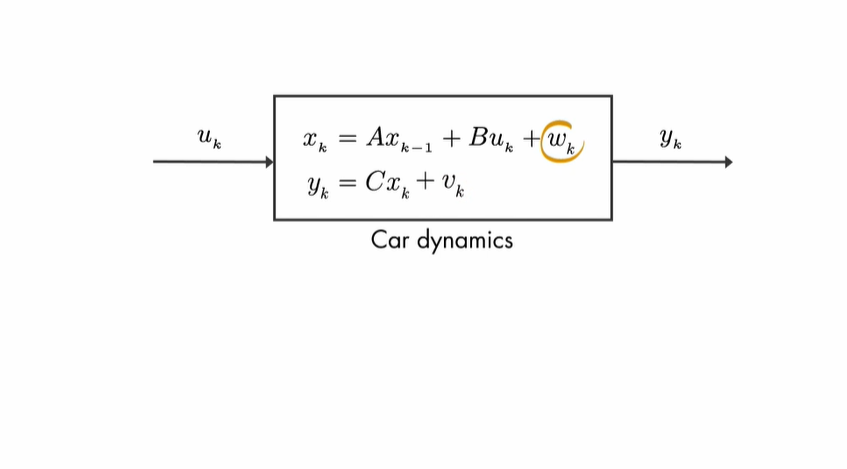 u_k
x_k = Ax_{k-1} + Bu_k + w_k
y_k = Cx_k + v_k
y_k
Car dynamics